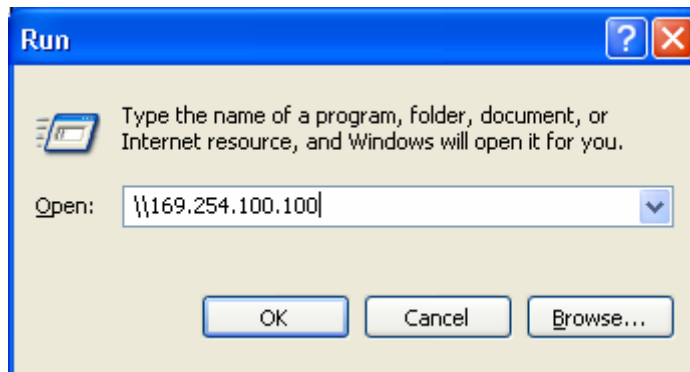 Run
Type the name of a program, folder, document, or
Internet resource, and Windows will open it for you.
Open: \\169.254.100.100
OK Cancel Browse...